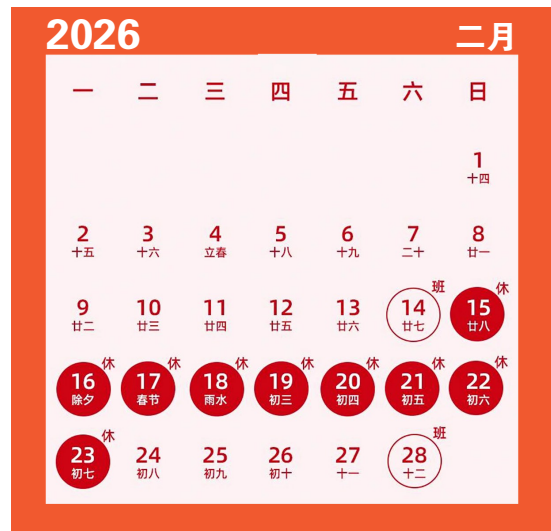 2026 二月
一 二 三 四 五 六 日
1
十四
2 3 4 5 6 7 8
十五 十六 立春 十八 十九 二十 廿一
班 休
9 10 11 12 13 14 15
廿二 廿三 廿四 廿五 廿六 廿七 廿八
休 休 休 休 休 休 休
16 17 18 19 20 21 22
除夕 春节 雨水 初三 初四 初五 初六
休 班
23 24 25 26 27 28
初七 初八 初九 初十 十一 十二